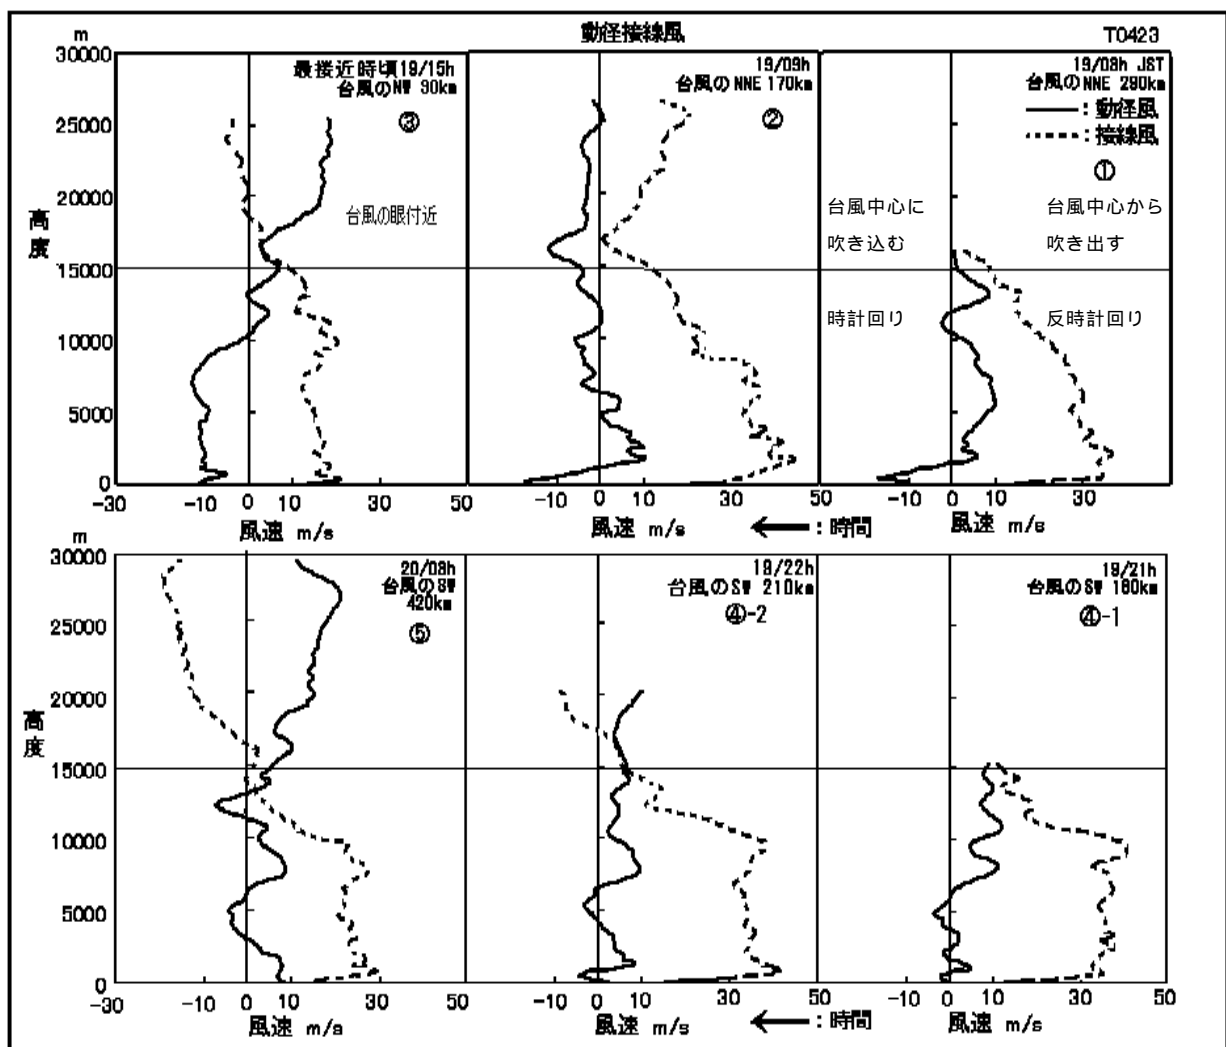 動径接線風
T0423
m
30000
25000
20000
15000
10000
5000
0
高度
最接近時頃19/15h
台風のNW 90km
③
台風の眼付近
-30
-10
0
10
30
50
風速 m/s
19/09h
台風のNNE 170km
②
-10
0
10
30
50
風速 m/s
←:時間
19/08h JST
台風のNNE 290km
:動径風
:接線風
①
台風中心に
吹き込む
台風中心から
吹き出す
時計回り
反時計回り
-10
0
10
30
50
風速 m/s
m
30000
25000
20000
15000
10000
5000
0
高度
20/08h
台風のSW
420km
⑤
-30
-10
0
10
30
50
風速 m/s
19/22h
台風のSW 210km
④-2
-10
0
10
30
50
風速 m/s
←:時間
19/21h
台風のSW 180km
④-1
-10
0
10
30
50
風速 m/s